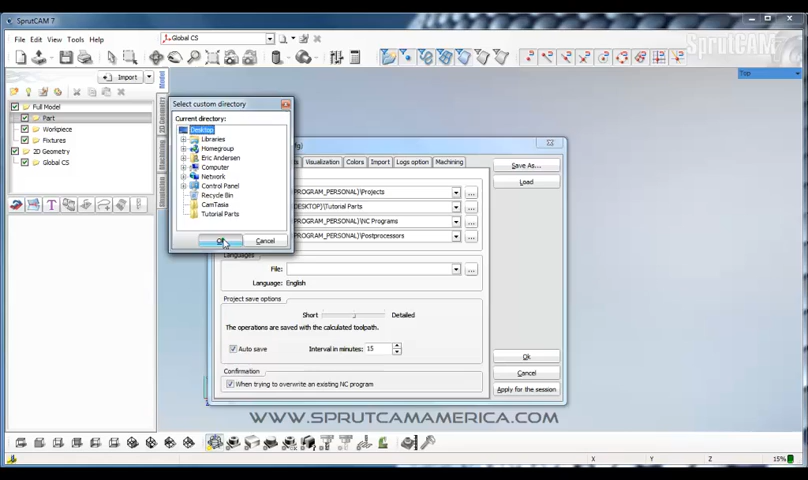 SprutCAM 7
File Edit View Tools
Global CS
SprutCAM
Import
Top
Model
2D Geometry
Machining
Simulation
Full Model
Part
Workpiece
Fixtures
2D Geometry
Global CS
Select custom directory
Current directory:
Desktop
Libraries
Homegroup
Eric Andersen
Computer
Network
Control Panel
Recycle Bin
CamTasia
Tutorial Parts
Cancel
Visualization Colors Import Logs option Machining
Save As...
Load
PROGRAM_PERSONAL)\Projects
DESKTOP)\Tutorial Parts
PROGRAM_PERSONAL)\NC Programs
PROGRAM_PERSONAL)\Postprocessors
Languages
File:
Language: English
Project save options
Short Detailed
The operations are saved with the calculated toolpath.
Auto save Interval in minutes: 15
Confirmation
When trying to overwrite an existing NC program
Ok
Cancel
Apply for the session
WWW.SPRUTCAMAMERICA.COM
X Y Z 15%